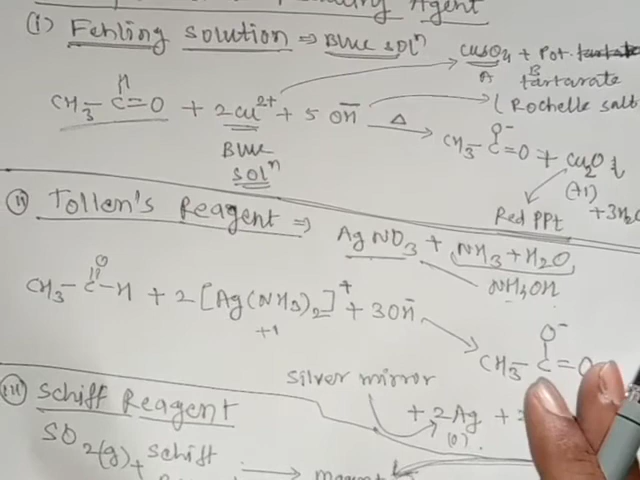 Agent
(i) Fehling Solution ⇒ Blue solⁿ
CuSO4 + Pot. tartarate
A B
(Rochelle salt
H
CH3-C=O + 2Cu²⁺ + 5OH⁻ Δ→ CH3-C=O + Cu2O↓
O⁻
Blue (+1)
solⁿ Red PPt +3H2O
(ii) Tollen's Reagent ⇒ AgNO3 + NH3+H2O
NH4OH
O
CH3-C-H + 2[Ag(NH3)2]⁺ + 3OH⁻
+1
O⁻
CH3-C=O
silver mirror
+ 2Ag +
(0)
(iii) Schiff Reagent
SO2(g) + Schiff →